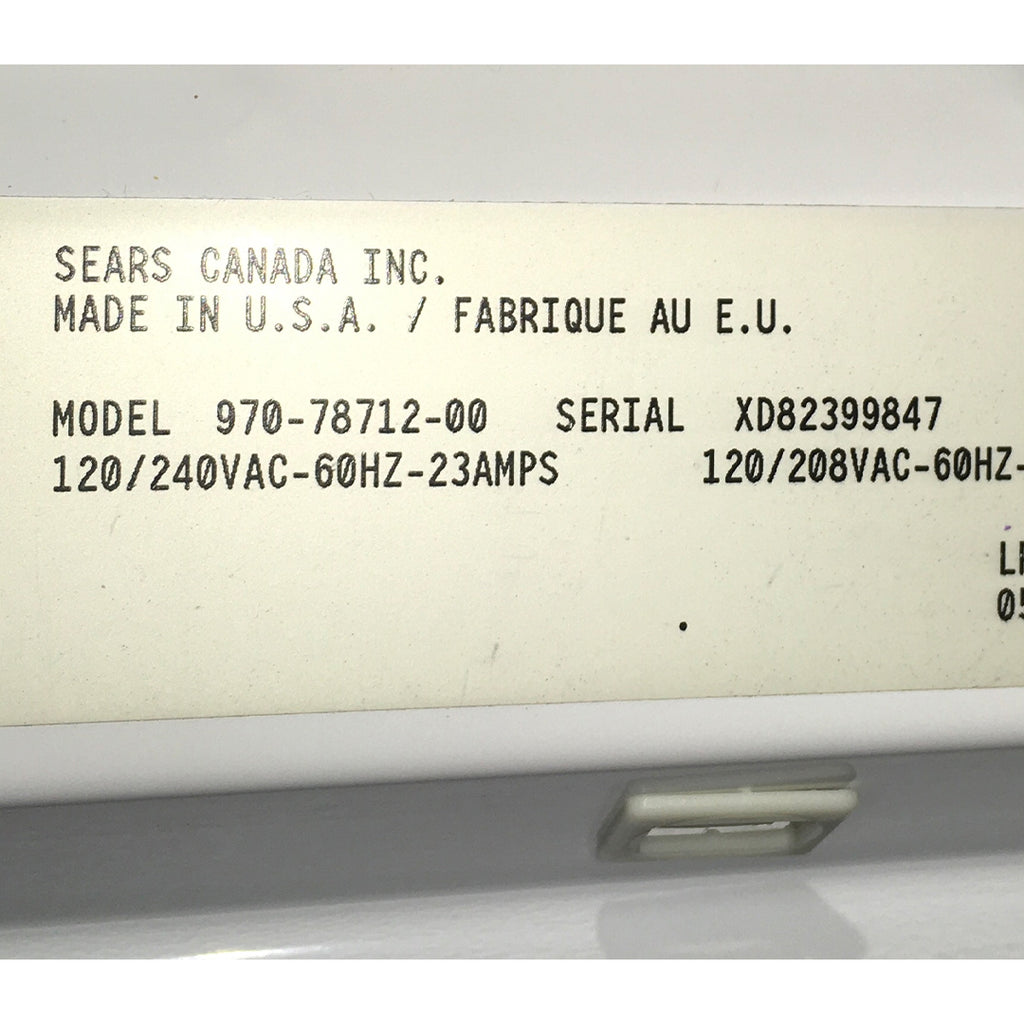 SEARS CANADA INC.
MADE IN U.S.A. / FABRIQUE AU E.U.
MODEL 970-78712-00 SERIAL XD82399847
120/240VAC-60HZ-23AMPS 120/208VAC-60HZ-
05